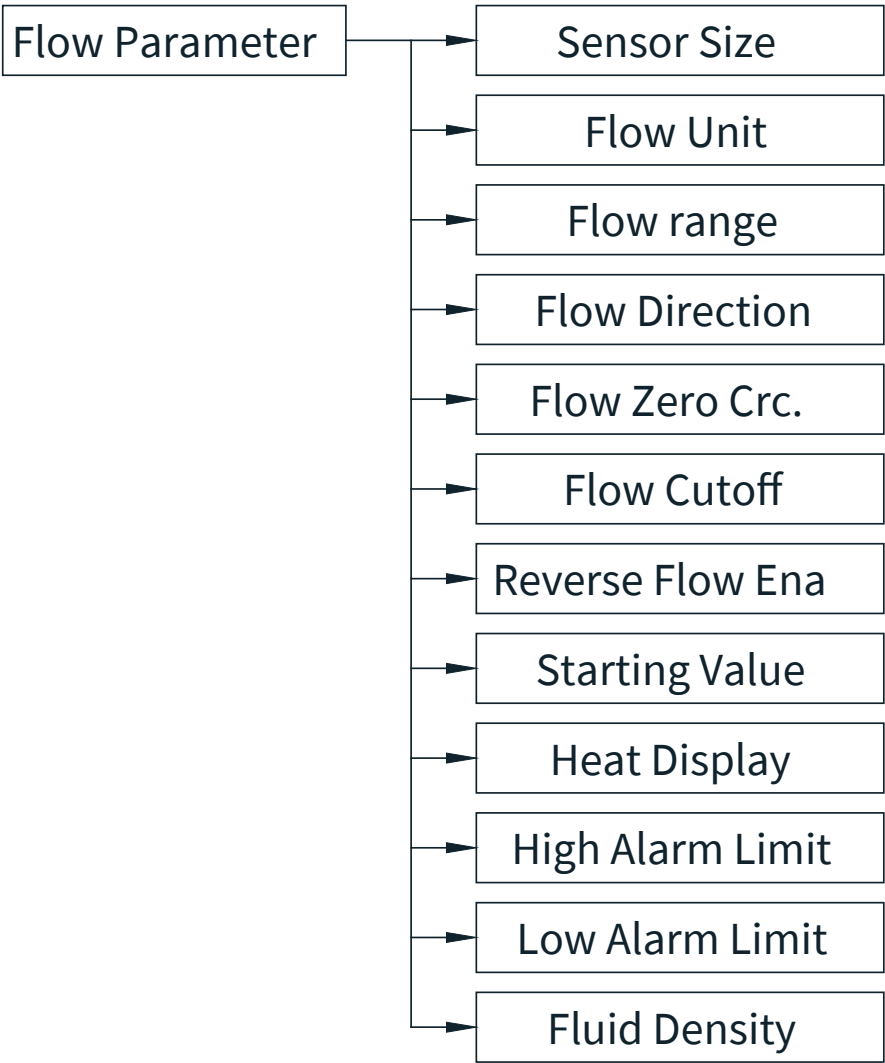 Flow Parameter
Sensor Size
Flow Unit
Flow range
Flow Direction
Flow Zero Crc.
Flow Cutoff
Reverse Flow Ena
Starting Value
Heat Display
High Alarm Limit
Low Alarm Limit
Fluid Density